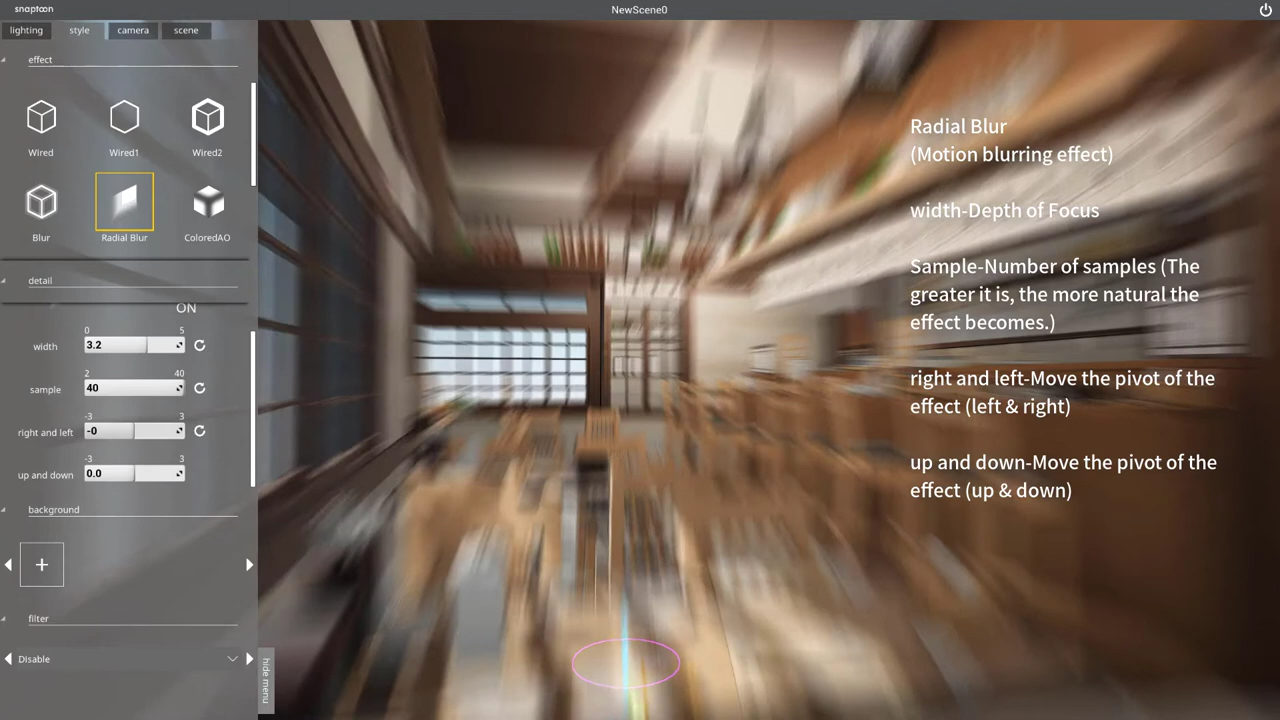 snaptoon
NewScene0
lighting
style
camera
scene
effect
Wired
Wired1
Wired2
Blur
Radial Blur
ColoredAO
detail
ON
0 5
width 3.2
2 40
sample 40
-3 3
right and left -0
-3 3
up and down 0.0
background
+
filter
Disable
hide menu
Radial Blur
(Motion blurring effect)
width-Depth of Focus
Sample-Number of samples (The
greater it is, the more natural the
effect becomes.)
right and left-Move the pivot of the
effect (left & right)
up and down-Move the pivot of the
effect (up & down)